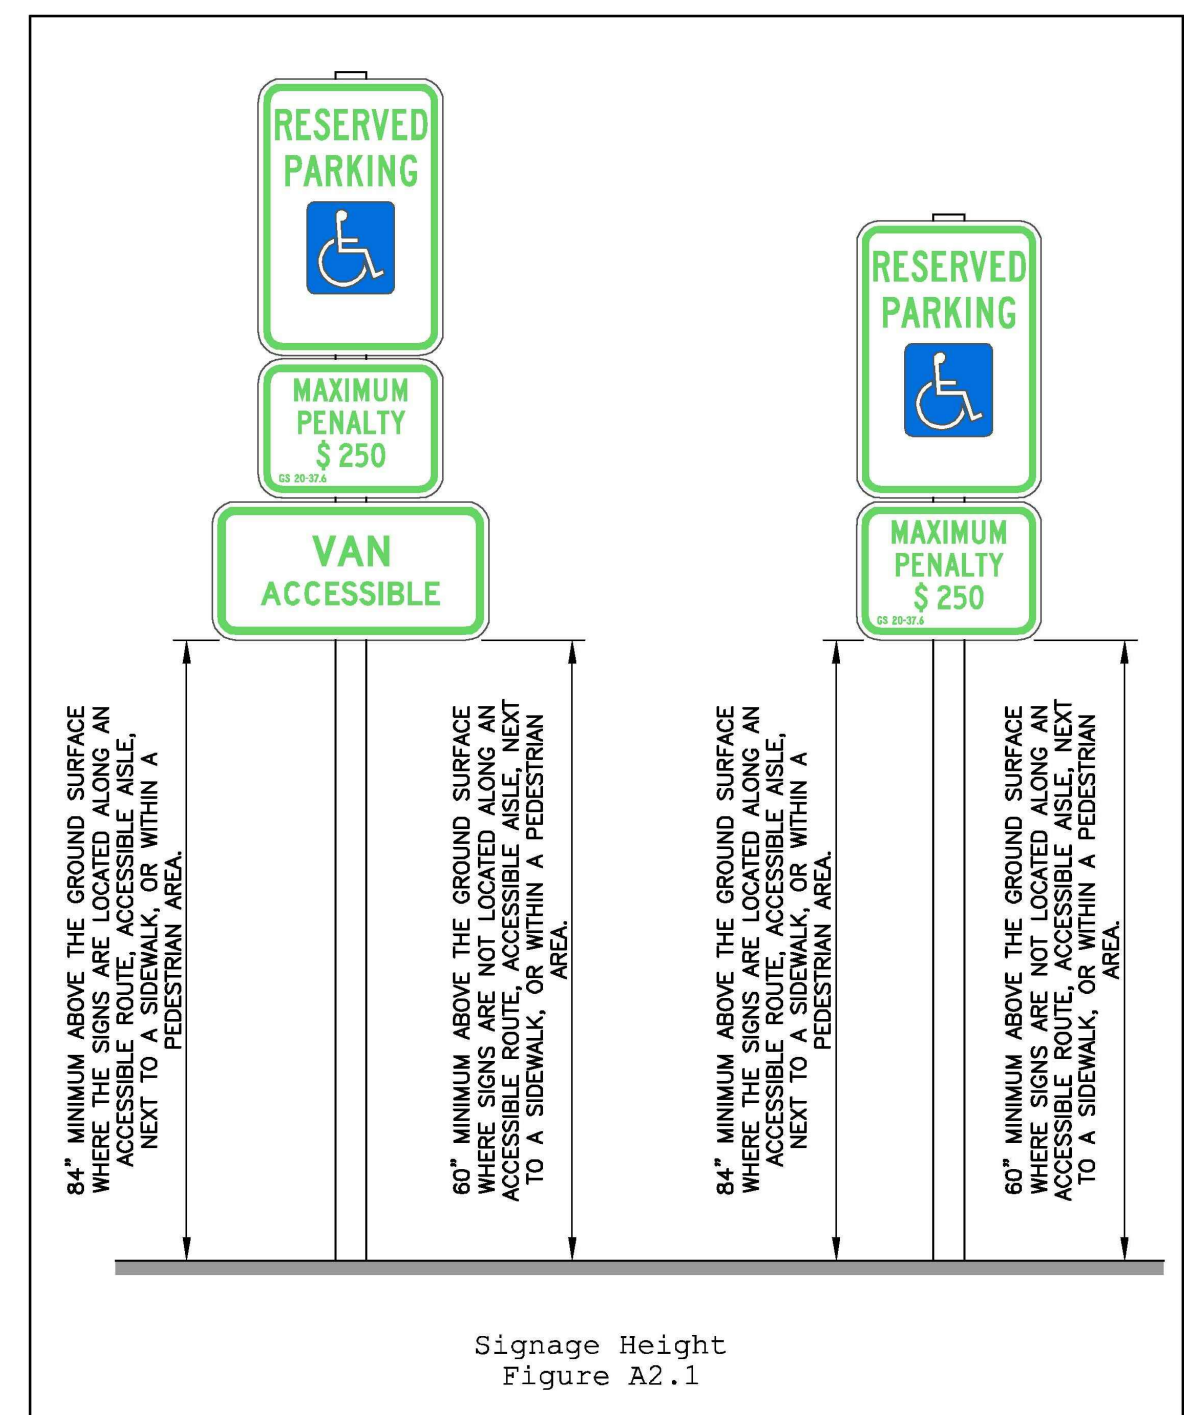 RESERVED
PARKING
MAXIMUM
PENALTY
$ 250
GS 20-37.6
VAN
ACCESSIBLE
RESERVED
PARKING
MAXIMUM
PENALTY
$ 250
GS 20-37.6
84" MINIMUM ABOVE THE GROUND SURFACE
WHERE THE SIGNS ARE LOCATED ALONG AN
ACCESSIBLE ROUTE, ACCESSIBLE AISLE,
NEXT TO A SIDEWALK, OR WITHIN A
PEDESTRIAN AREA.
60" MINIMUM ABOVE THE GROUND SURFACE
WHERE SIGNS ARE NOT LOCATED ALONG AN
ACCESSIBLE ROUTE, ACCESSIBLE AISLE, NEXT
TO A SIDEWALK, OR WITHIN A PEDESTRIAN
AREA.
84" MINIMUM ABOVE THE GROUND SURFACE
WHERE THE SIGNS ARE LOCATED ALONG AN
ACCESSIBLE ROUTE, ACCESSIBLE AISLE,
NEXT TO A SIDEWALK, OR WITHIN A
PEDESTRIAN AREA.
60" MINIMUM ABOVE THE GROUND SURFACE
WHERE SIGNS ARE NOT LOCATED ALONG AN
ACCESSIBLE ROUTE, ACCESSIBLE AISLE, NEXT
TO A SIDEWALK, OR WITHIN A PEDESTRIAN
AREA.
Signage Height
Figure A2.1